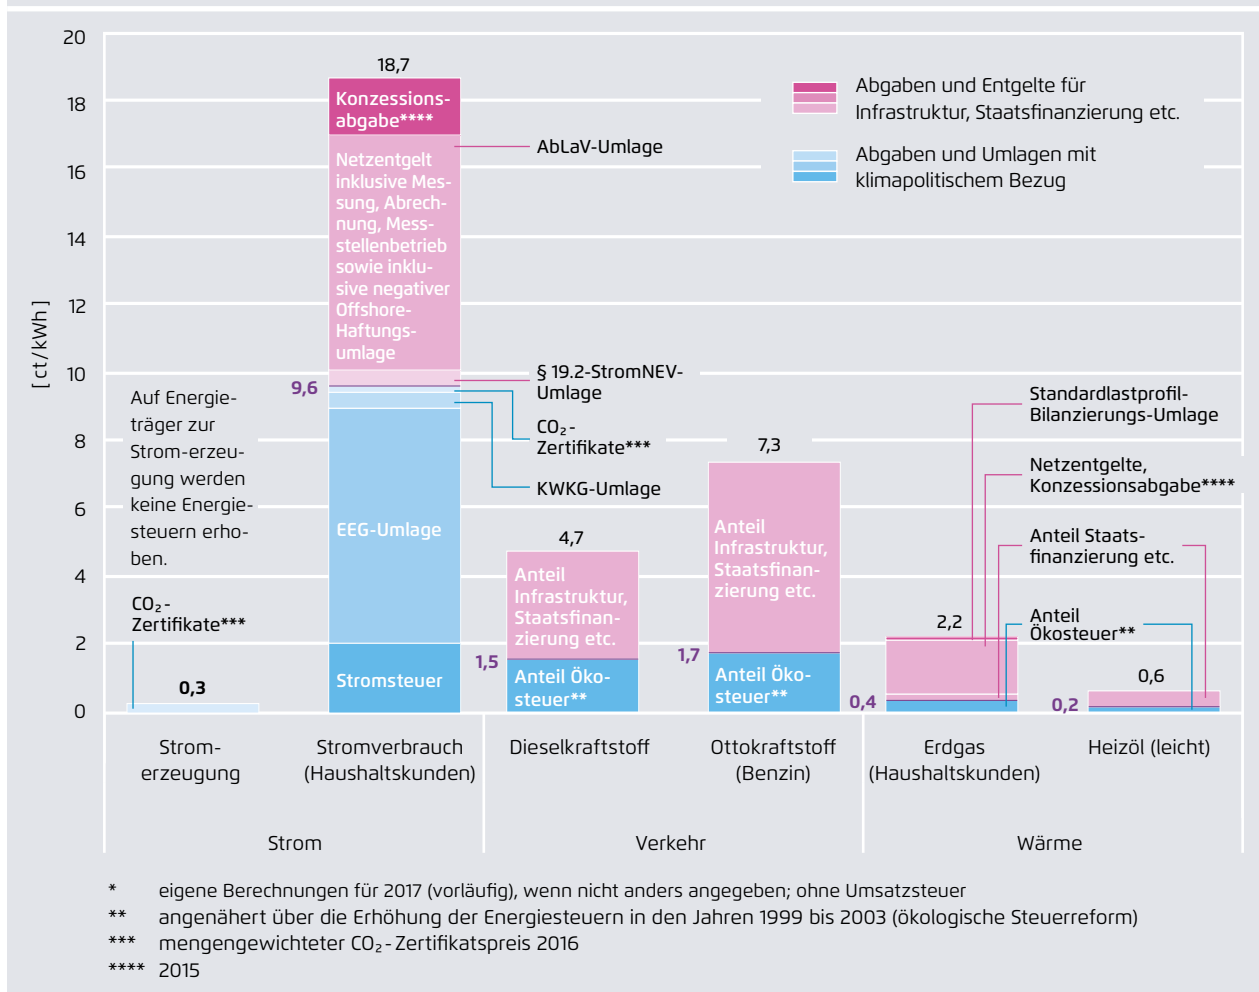 20
18
16
14
12
10
8
6
4
2
0
[ct/kWh]
18,7
Konzessions-
abgabe****
Netzentgelt
inklusive Mes-
sung, Abrech-
nung, Mess-
stellenbetrieb
sowie inklu-
sive negativer
Offshore-
Haftungs-
umlage
9,6
EEG-Umlage
Stromsteuer
AbLaV-Umlage
§ 19.2-StromNEV-
Umlage
CO₂-
Zertifikate***
KWKG-Umlage
Abgaben und Entgelte für
Infrastruktur, Staatsfinanzierung etc.
Abgaben und Umlagen mit
klimapolitischem Bezug
Auf Energie-
träger zur
Strom-erzeu-
gung werden
keine Energie-
steuern erho-
ben.
CO₂-
Zertifikate***
0,3
4,7
Anteil
Infrastruktur,
Staatsfinan-
zierung etc.
1,5
Anteil Öko-
steuer**
7,3
Anteil
Infrastruktur,
Staatsfinan-
zierung etc.
1,7
Anteil Öko-
steuer**
Standardlastprofil-
Bilanzierungs-Umlage
Netzentgelte,
Konzessionsabgabe****
Anteil Staats-
finanzierung etc.
Anteil
Ökosteuer**
2,2
0,4
0,6
0,2
Strom-
erzeugung
Stromverbrauch
(Haushaltskunden)
Dieselkraftstoff
Ottokraftstoff
(Benzin)
Erdgas
(Haushaltskunden)
Heizöl (leicht)
Strom
Verkehr
Wärme
* eigene Berechnungen für 2017 (vorläufig), wenn nicht anders angegeben; ohne Umsatzsteuer
** angenähert über die Erhöhung der Energiesteuern in den Jahren 1999 bis 2003 (ökologische Steuerreform)
*** mengengewichteter CO₂-Zertifikatspreis 2016
**** 2015